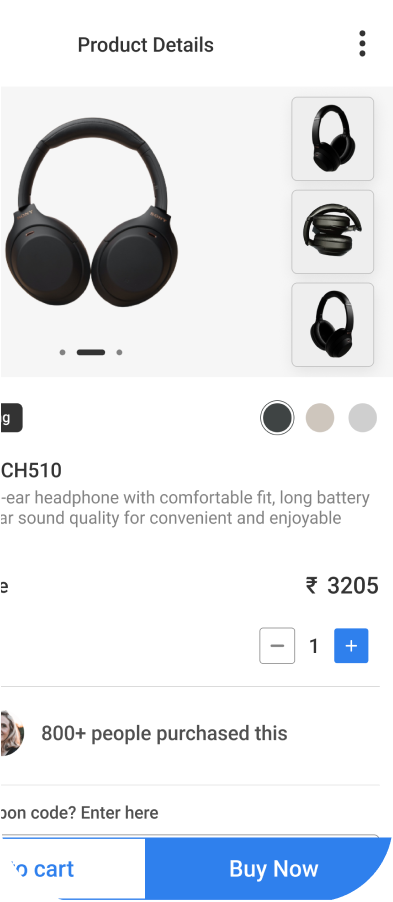 Product Details
g
CH510
-ear headphone with comfortable fit, long battery
ar sound quality for convenient and enjoyable
e
₹ 3205
1
800+ people purchased this
pon code? Enter here
to cart
Buy Now